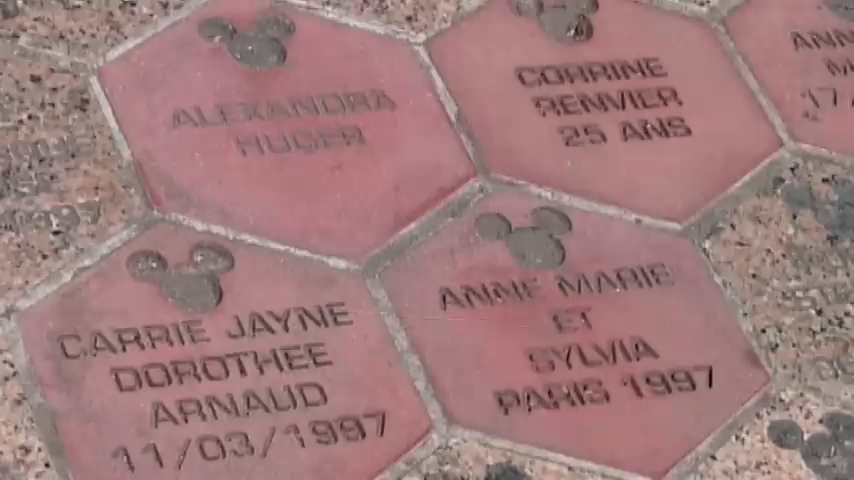 ALEXANDRA
HUGER
CORRINE
RENVIER
25 ANS
CARRIE JAYNE
DOROTHEE
ARNAUD
11/03/1997
ANNE MARIE
ET
SYLVIA
PARIS 1997